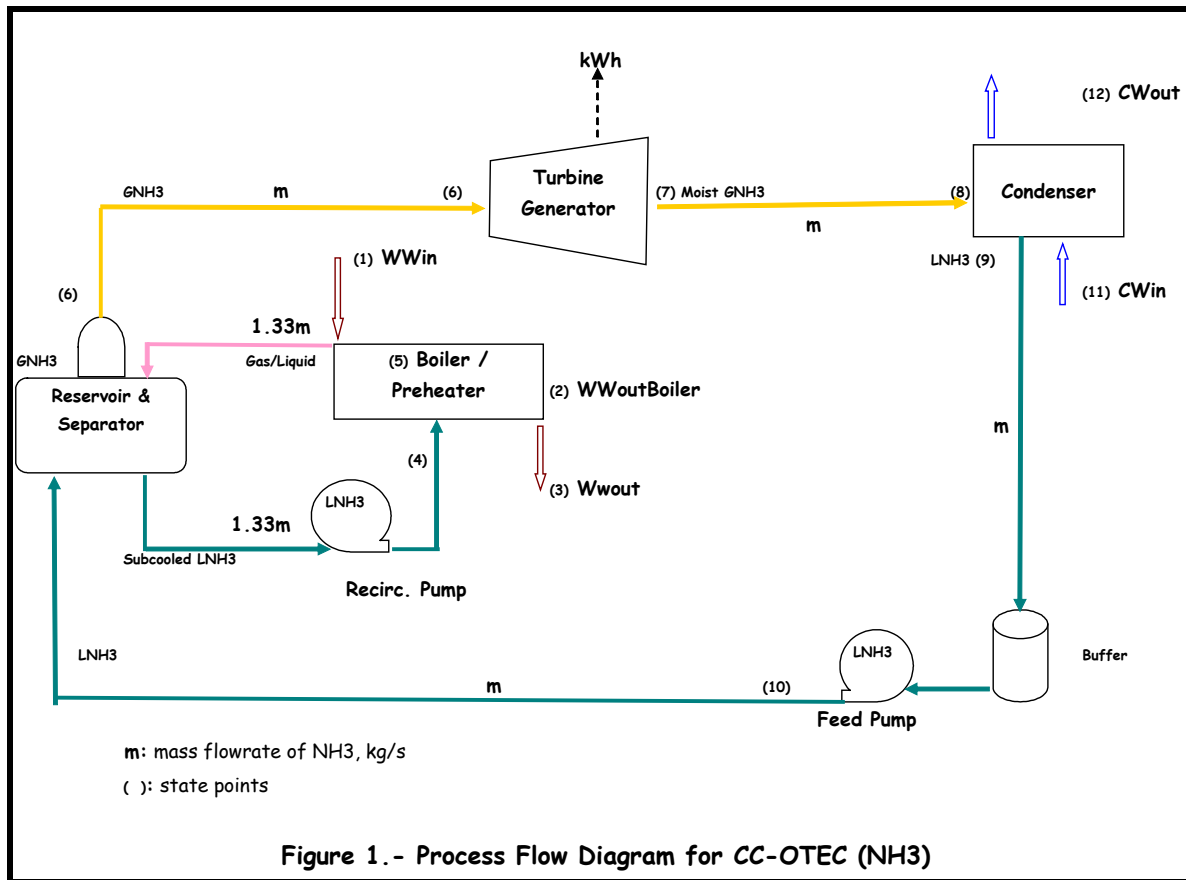 kWh
(12) CWout
Turbine
Generator
GNH3
m
(6)
(7) Moist GNH3
m
(8)
Condenser
(1) WWin
LNH3 (9)
(11) CWin
(6)
1.33m
GNH3
Gas/Liquid
(5) Boiler /
Preheater
(2) WWoutBoiler
Reservoir &
Separator
m
(4)
(3) Wwout
LNH3
1.33m
Subcooled LNH3
Recirc. Pump
LNH3
LNH3
Buffer
m
(10)
Feed Pump
m: mass flowrate of NH3, kg/s
( ): state points
Figure 1.- Process Flow Diagram for CC-OTEC (NH3)